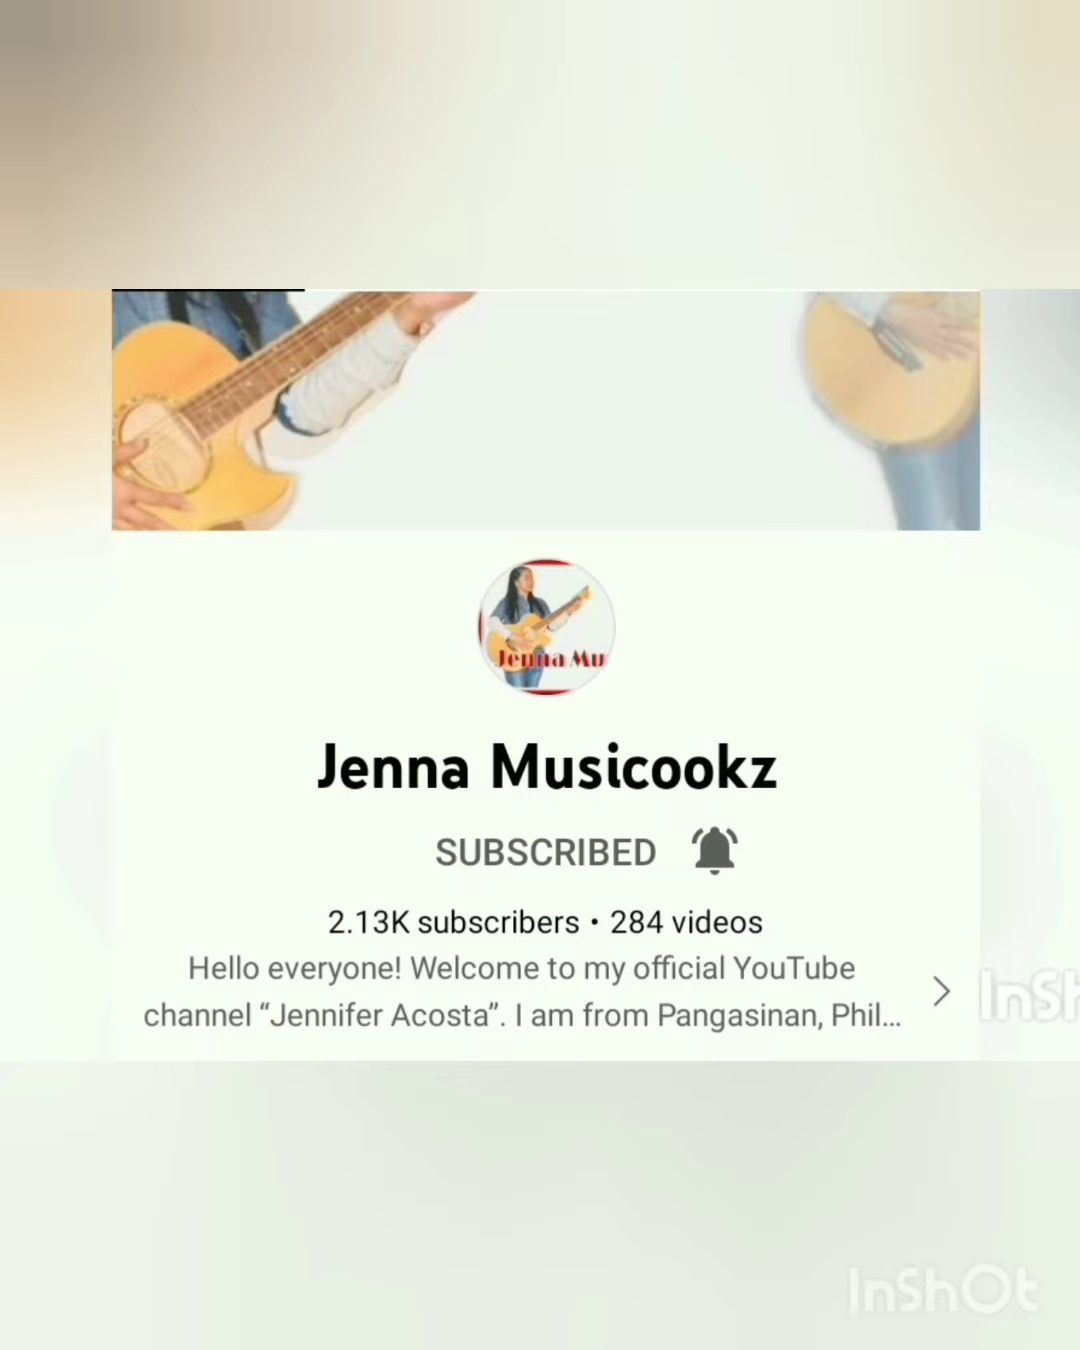 Jenna Mu
Jenna Musicookz
SUBSCRIBED
2.13K subscribers • 284 videos
Hello everyone! Welcome to my official YouTube
channel “Jennifer Acosta”. I am from Pangasinan, Phil...
InSh
InShOt